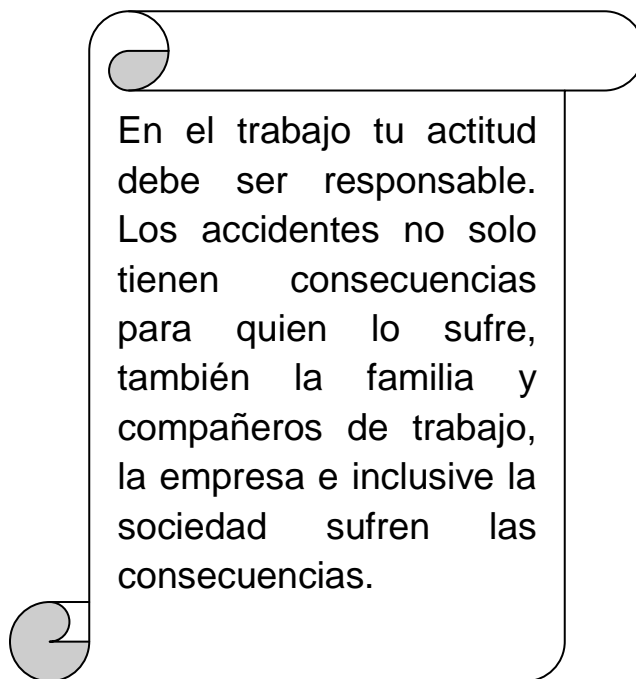 En el trabajo tu actitud
debe ser responsable.
Los accidentes no solo
tienen consecuencias
para quien lo sufre,
también la familia y
compañeros de trabajo,
la empresa e inclusive la
sociedad sufren las
consecuencias.